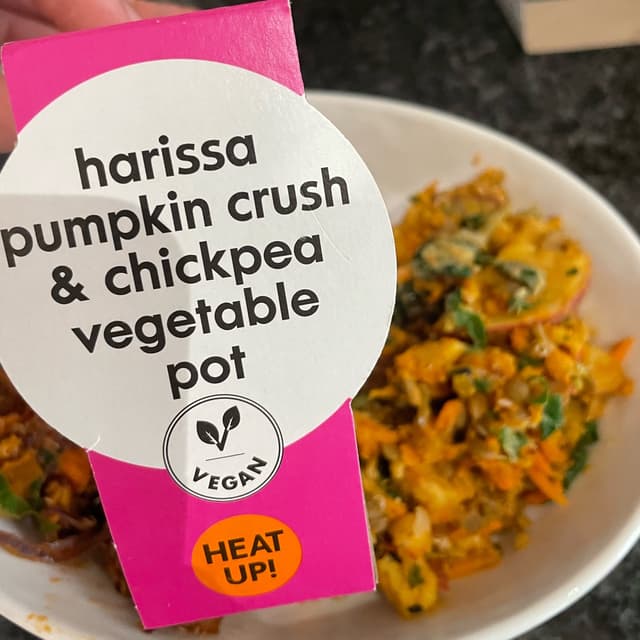 harissa
pumpkin crush
& chickpea
vegetable
pot
VEGAN
HEAT
UP!